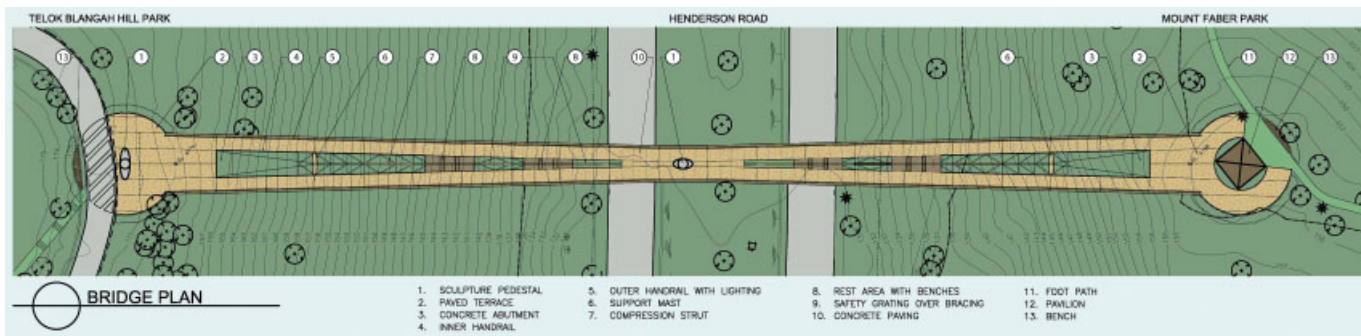 TELOK BLANGAH HILL PARK
HENDERSON ROAD
MOUNT FABER PARK
13 1 2 3 4 5 6 7 8 9 8 10 1 6 3 2 11 12 13
BRIDGE PLAN
1. SCULPTURE PEDESTAL
2. PAVED TERRACE
3. CONCRETE ABUTMENT
4. INNER HANDRAIL
5. OUTER HANDRAIL WITH LIGHTING
6. SUPPORT MAST
7. COMPRESSION STRUT
8. REST AREA WITH BENCHES
9. SAFETY GRATING OVER BRACING
10. CONCRETE PAVING
11. FOOT PATH
12. PAVILION
13. BENCH